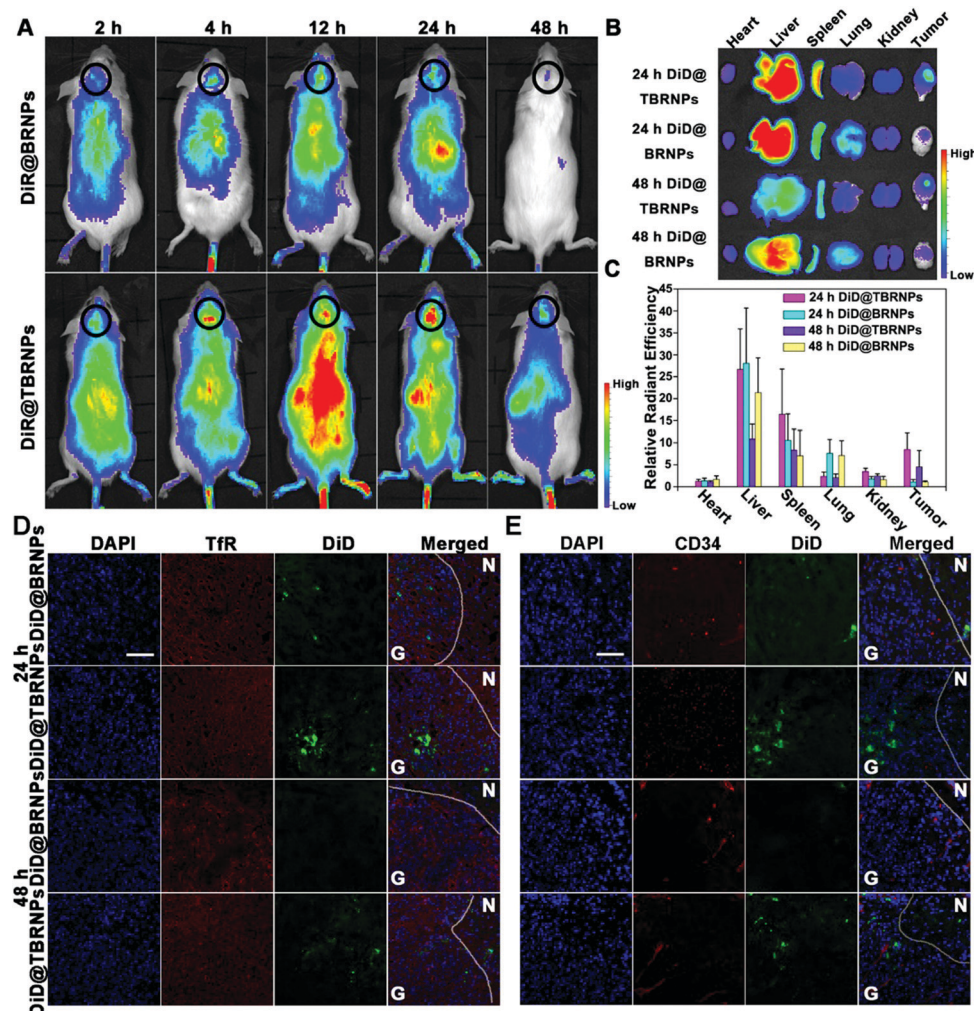 A
2 h 4 h 12 h 24 h 48 h
DiR@BRNPs
DiR@TBRNPs
High
Low
B
Heart Liver Spleen Lung Kidney Tumor
24 h DiD@
TBRNPs
24 h DiD@
BRNPs
48 h DiD@
TBRNPs
48 h DiD@
BRNPs
High
Low
C
Relative Radiant Efficiency
45
40
35
30
25
20
15
10
5
0
24 h DiD@TBRNPs
24 h DiD@BRNPs
48 h DiD@TBRNPs
48 h DiD@BRNPs
Heart Liver Spleen Lung Kidney Tumor
D
DAPI TfR DiD Merged
24 h
DiD@BRNPs
N
G
DiD@TBRNPs
N
G
48 h
DiD@BRNPs
N
G
DiD@TBRNPs
N
G
E
DAPI CD34 DiD Merged
N
G
N
G
N
G
N
G